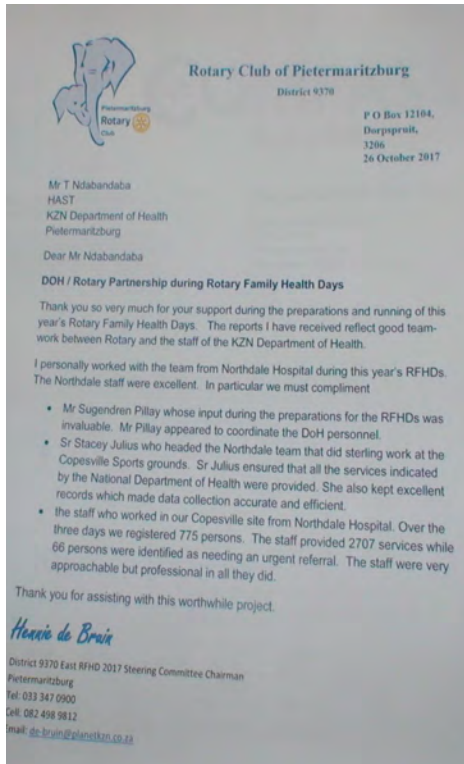 Rotary Club of Pietermaritzburg
District 9370
Pietermaritzburg
Rotary
Club
P O Box 12104,
Dorpspruit,
3206
26 October 2017
Mr T Ndabandaba
HAST
KZN Department of Health
Pietermaritzburg
Dear Mr Ndabandaba
DOH / Rotary Partnership during Rotary Family Health Days
Thank you so very much for your support during the preparations and running of this
year's Rotary Family Health Days. The reports I have received reflect good team-
work between Rotary and the staff of the KZN Department of Health.
I personally worked with the team from Northdale Hospital during this year's RFHDs.
The Northdale staff were excellent. In particular we must compliment
• Mr Sugendren Pillay whose input during the preparations for the RFHDs was
invaluable. Mr Pillay appeared to coordinate the DoH personnel.
• Sr Stacey Julius who headed the Northdale team that did sterling work at the
Copesville Sports grounds. Sr Julius ensured that all the services indicated
by the National Department of Health were provided. She also kept excellent
records which made data collection accurate and efficient.
• the staff who worked in our Copesville site from Northdale Hospital. Over the
three days we registered 775 persons. The staff provided 2707 services while
66 persons were identified as needing an urgent referral. The staff were very
approachable but professional in all they did.
Thank you for assisting with this worthwhile project.
Hennie de Bruin
District 9370 East RFHD 2017 Steering Committee Chairman
Pietermaritzburg
Tel: 033 347 0900
Cell: 082 498 9812
Email: de-bruin@planetkzn.co.za